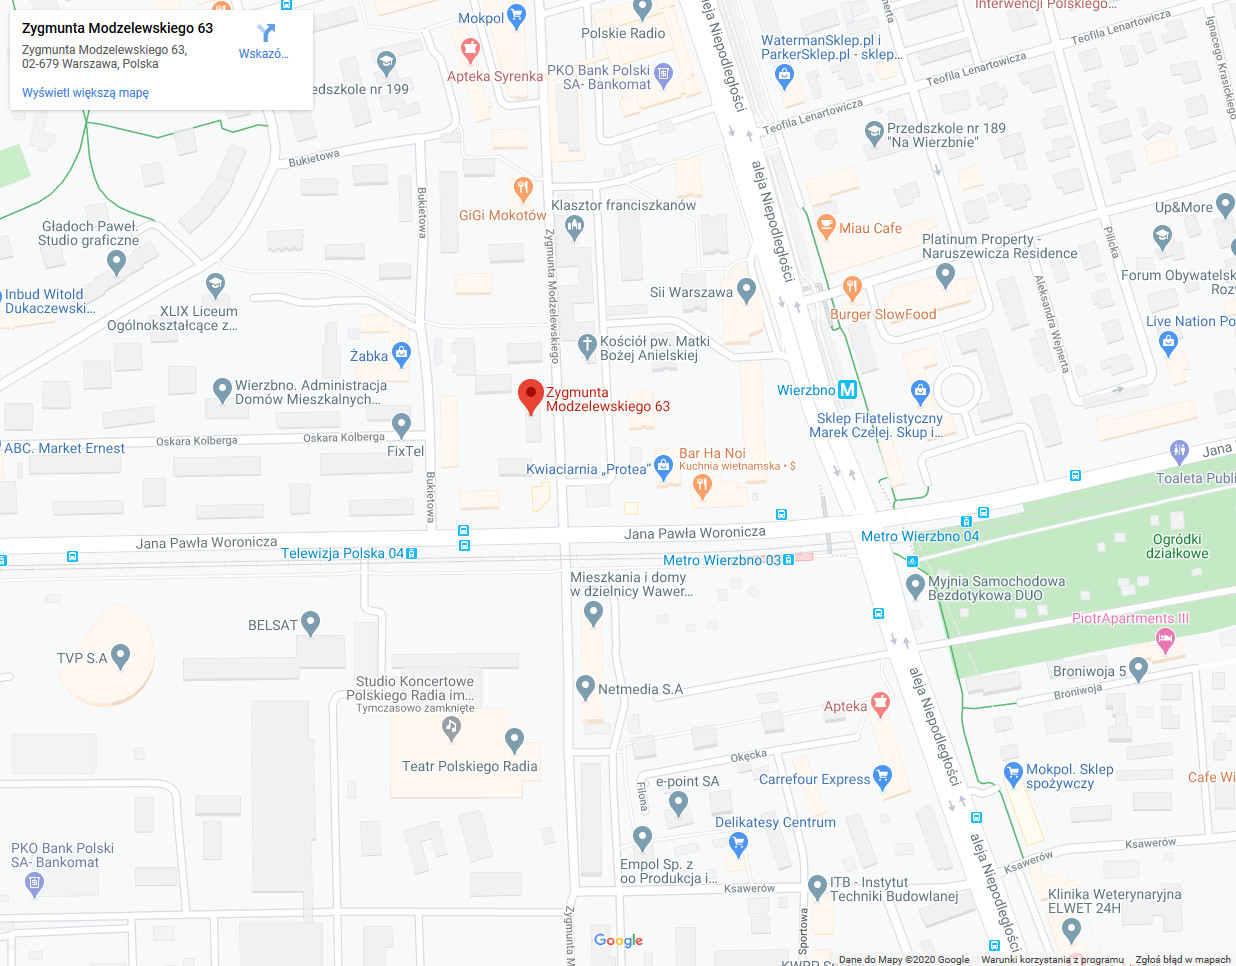 Zygmunta Modzelewskiego 63
Zygmunta Modzelewskiego 63,
02-679 Warszawa, Polska
Wskazó...
Wyświetl większą mapę
Mokpol
Polskie Radio
Interwencji Polskiego...
WatermanSklep.pl i
ParkerSklep.pl - sklep...
Teofila Lenartowicza
Ignacego Krasickiego
Apteka Syrenka
PKO Bank Polski
SA- Bankomat
aleja Niepodległości
Teofila Lenartowicza
zedszkole nr 199
Teofila Lenartowicza
Przedszkole nr 189
"Na Wierzbnie"
Bukietowa
Bukietowa
aleja Niepodległości
GiGi Mokotów
Klasztor franciszkanów
Up&More
Gładoch Paweł.
Studio graficzne
Zygmunta Modzelewskiego
Miau Cafe
Platinum Property -
Naruszewicza Residence
Pilicka
Inbud Witold
Dukaczewski...
XLIX Liceum
Ogólnokształcące z...
Sii Warszawa
Burger SlowFood
Aleksandra Wejnerta
Forum Obywatelsk
Rozw
Live Nation Po
Żabka
Kościół pw. Matki
Bożej Anielskiej
Wierzbno. Administracja
Domów Mieszkalnych...
Zygmunta
Modzelewskiego 63
Wierzbno
M
Sklep Filatelistyczny
Marek Czelej. Skup i...
ABC. Market Ernest
Oskara Kolberga
Oskara Kolberga
FixTel
Kwiaciarnia „Protea”
Bar Ha Noi
Kuchnia wietnamska • $
Jana
Toaleta Publi
Bukietowa
Jana Pawła Woronicza
Jana Pawła Woronicza
Telewizja Polska 04
Metro Wierzbno 03
Metro Wierzbno 04
Ogródki
działkowe
Mieszkania i domy
w dzielnicy Wawer...
Myjnia Samochodowa
Bezdotykowa DUO
BELSAT
PiotrApartments III
TVP S.A
Studio Koncertowe
Polskiego Radia im...
Tymczasowo zamknięte
Netmedia S.A
Broniwoja 5
Broniwoja
Apteka
aleja Niepodległości
Teatr Polskiego Radia
Okęcka
Filona
e-point SA
Carrefour Express
Mokpol. Sklep
spożywczy
Cafe Wi
Delikatesy Centrum
PKO Bank Polski
SA- Bankomat
Empol Sp. z
oo Produkcja i...
aleja Niepodległości
Ksawerów
Ksawerów
Ksawerów
ITB - Instytut
Techniki Budowlanej
Klinika Weterynaryjna
ELWET 24H
Zygmunta M
Sportowa
Google
KWPP S
Dane do Mapy ©2020 Google
Warunki korzystania z programu
Zgłoś błąd w mapach